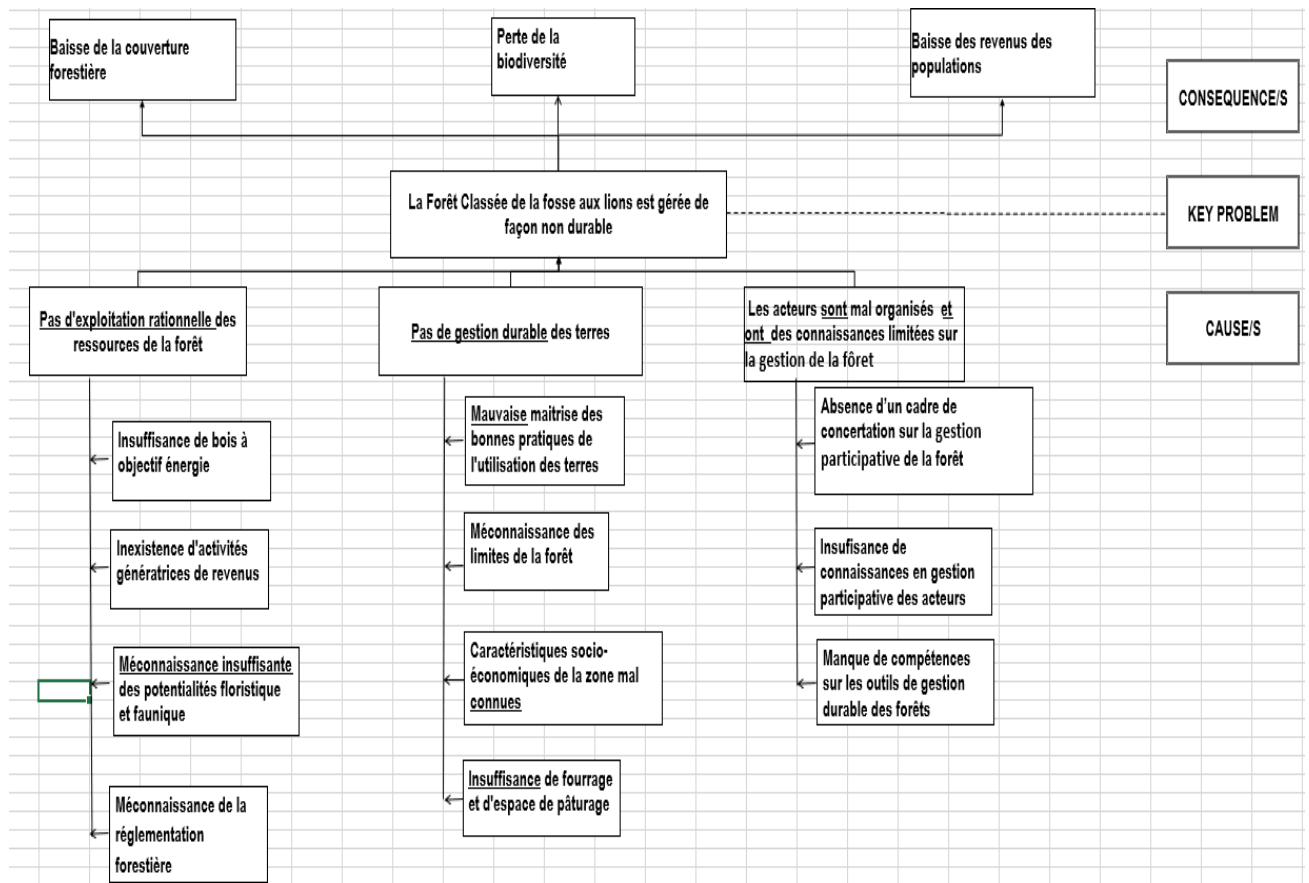 Baisse de la couverture
forestière
Perte de la
biodiversité
Baisse des revenus des
populations
CONSEQUENCE/S
La Forêt Classée de la fosse aux lions est gérée de
façon non durable
KEY PROBLEM
Pas d'exploitation rationnelle des
ressources de la forêt
Pas de gestion durable des terres
Les acteurs sont mal organisés et
ont des connaissances limitées sur
la gestion de la fôret
CAUSE/S
Insuffisance de bois à
objectif énergie
Inexistence d'activités
génératrices de revenus
Méconnaissance insuffisante
des potentialités floristique
et faunique
Méconnaissance de la
réglementation
forestière
Mauvaise maitrise des
bonnes pratiques de
l'utilisation des terres
Méconnaissance des
limites de la forêt
Caractéristiques socio-
économiques de la zone mal
connues
Insuffisance de fourrage
et d'espace de pâturage
Absence d'un cadre de
concertation sur la gestion
participative de la forêt
Insufisance de
connaissances en gestion
participative des acteurs
Manque de compétences
sur les outils de gestion
durable des forêts